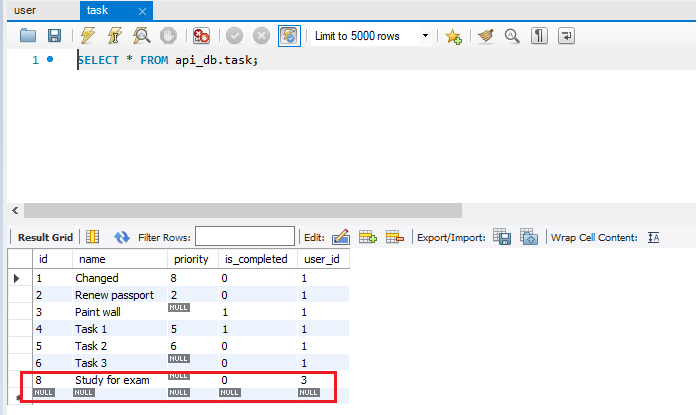 user task
Limit to 5000 rows
1 SELECT * FROM api_db.task;
Result Grid Filter Rows: Edit: Export/Import: Wrap Cell Content:
id name priority is_completed user_id
1 Changed 8 0 1
2 Renew passport 2 0 1
3 Paint wall NULL 1 1
4 Task 1 5 1 1
5 Task 2 6 0 1
6 Task 3 NULL 0 1
8 Study for exam NULL 0 3
NULL NULL NULL NULL NULL